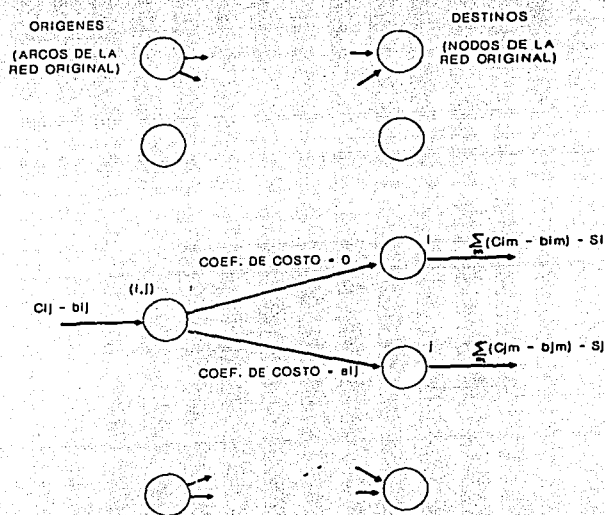 ORIGENES
(ARCOS DE LA
RED ORIGINAL)
DESTINOS
(NODOS DE LA
RED ORIGINAL)
COEF. DE COSTO = 0
i
∑(Cim - bim) - Si
m
(i,j)
Cij - bij
COEF. DE COSTO = aij
j
∑(Cjm - bjm) - Sj
m